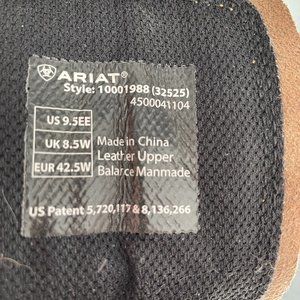 ARIAT®
Style: 10001988 (32525)
4500041104
US 9.5EE
UK 8.5W
EUR 42.5W
Made in China
Leather Upper
Balance Manmade
US Patent 5,720,117 & 8,136,266